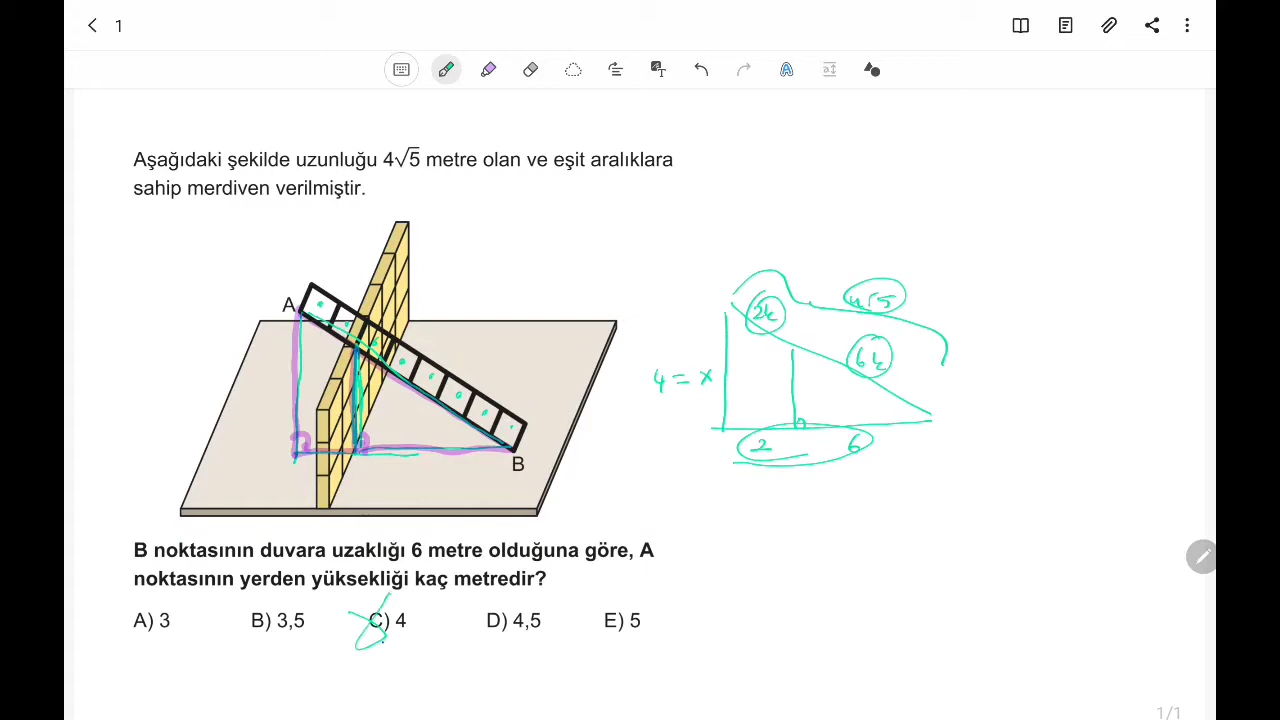 1
Aşağıdaki şekilde uzunluğu 4√5 metre olan ve eşit aralıklara
sahip merdiven verilmiştir.
A
B
2k
4√5
6k
4 = x
2 6
B noktasının duvara uzaklığı 6 metre olduğuna göre, A
noktasının yerden yüksekliği kaç metredir?
A) 3 B) 3,5 C) 4 D) 4,5 E) 5
1/1